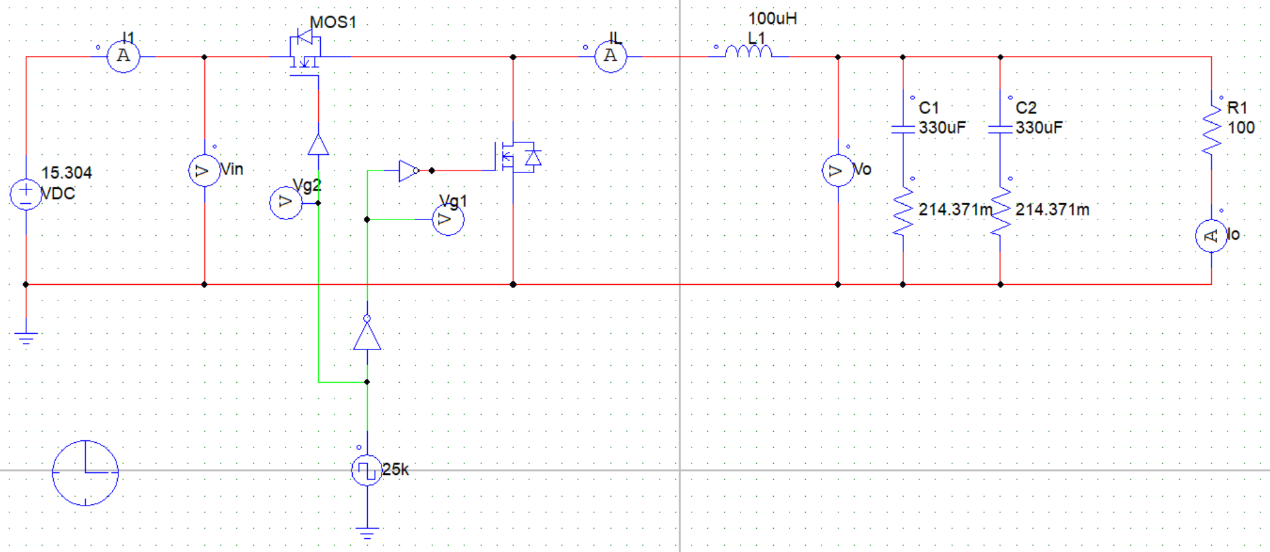 100uH
MOS1
I1
A
IL
A
L1
C1
330uF
C2
330uF
R1
100
15.304
VDC
V
Vin
Vg2
V
Vg1
V
V
Vo
214.371m
214.371m
A
Io
25k